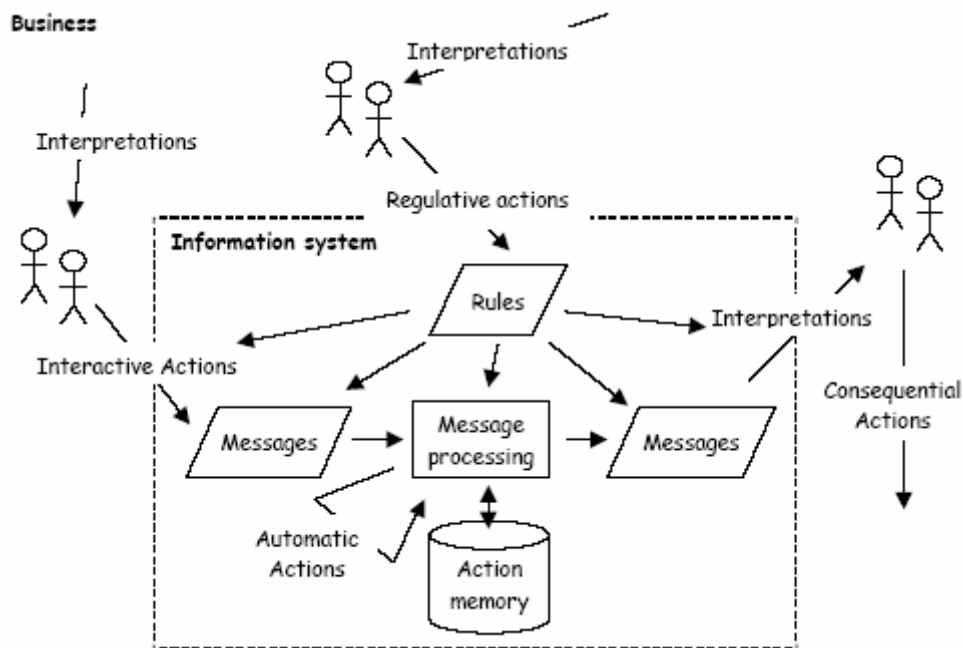 Business
Interpretations
Interpretations
Regulative actions
Information system
Rules
Interpretations
Interactive Actions
Consequential
Actions
Messages
Message
processing
Messages
Automatic
Actions
Action
memory